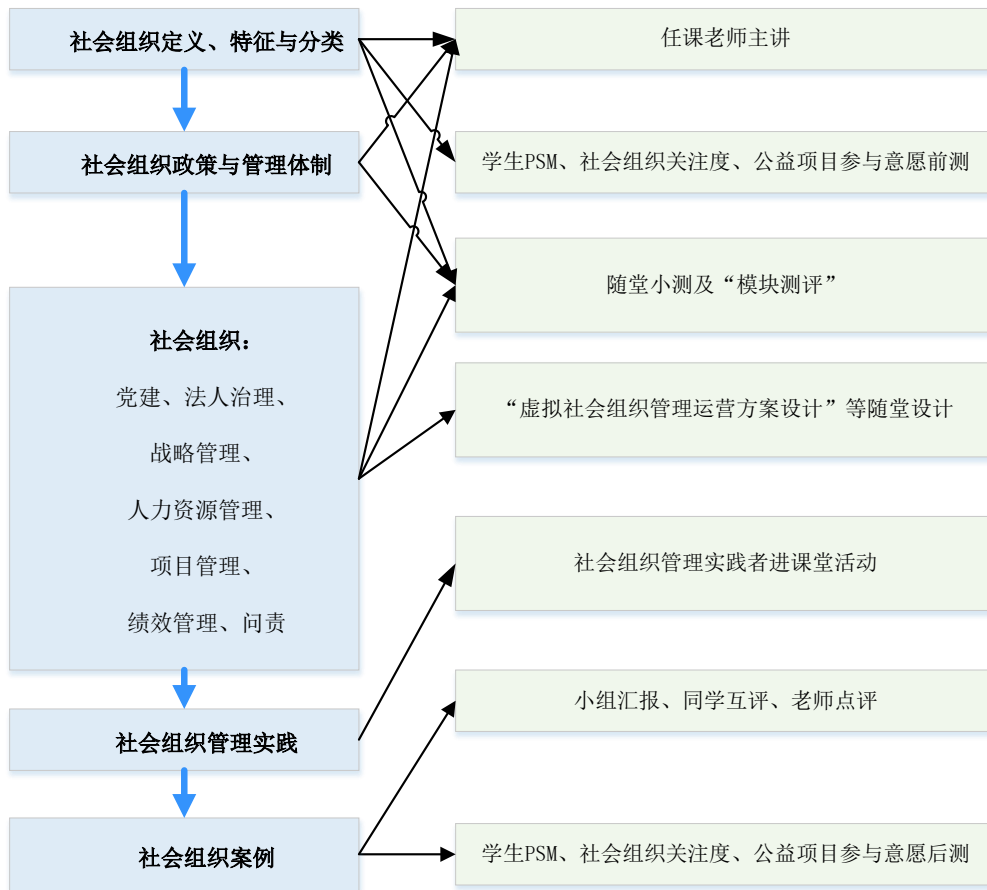 社会组织定义、特征与分类
任课老师主讲
社会组织政策与管理体制
学生PSM、社会组织关注度、公益项目参与意愿前测
随堂小测及“模块测评”
社会组织：
党建、法人治理、
战略管理、
人力资源管理、
项目管理、
绩效管理、问责
“虚拟社会组织管理运营方案设计”等随堂设计
社会组织管理实践者进课堂活动
小组汇报、同学互评、老师点评
社会组织管理实践
社会组织案例
学生PSM、社会组织关注度、公益项目参与意愿后测